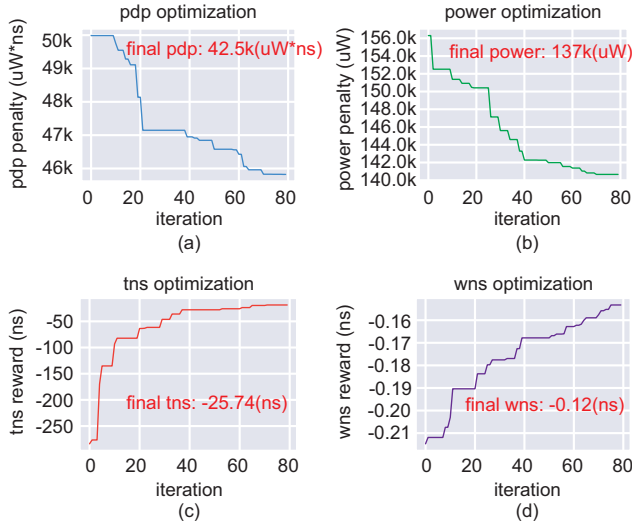 pdp optimization
50k
final pdp: 42.5k(uW*ns)
49k
48k
47k
46k
pdp penalty (uW*ns)
0 20 40 60 80
iteration
(a)
power optimization
156.0k
final power: 137k(uW)
154.0k
152.0k
150.0k
148.0k
146.0k
144.0k
142.0k
140.0k
power penalty (uW)
0 20 40 60 80
iteration
(b)
tns optimization
-50
-100
-150
-200
final tns: -25.74(ns)
-250
tns reward (ns)
0 20 40 60 80
iteration
(c)
wns optimization
-0.16
-0.17
-0.18
-0.19
final wns: -0.12(ns)
-0.20
-0.21
wns reward (ns)
0 20 40 60 80
iteration
(d)